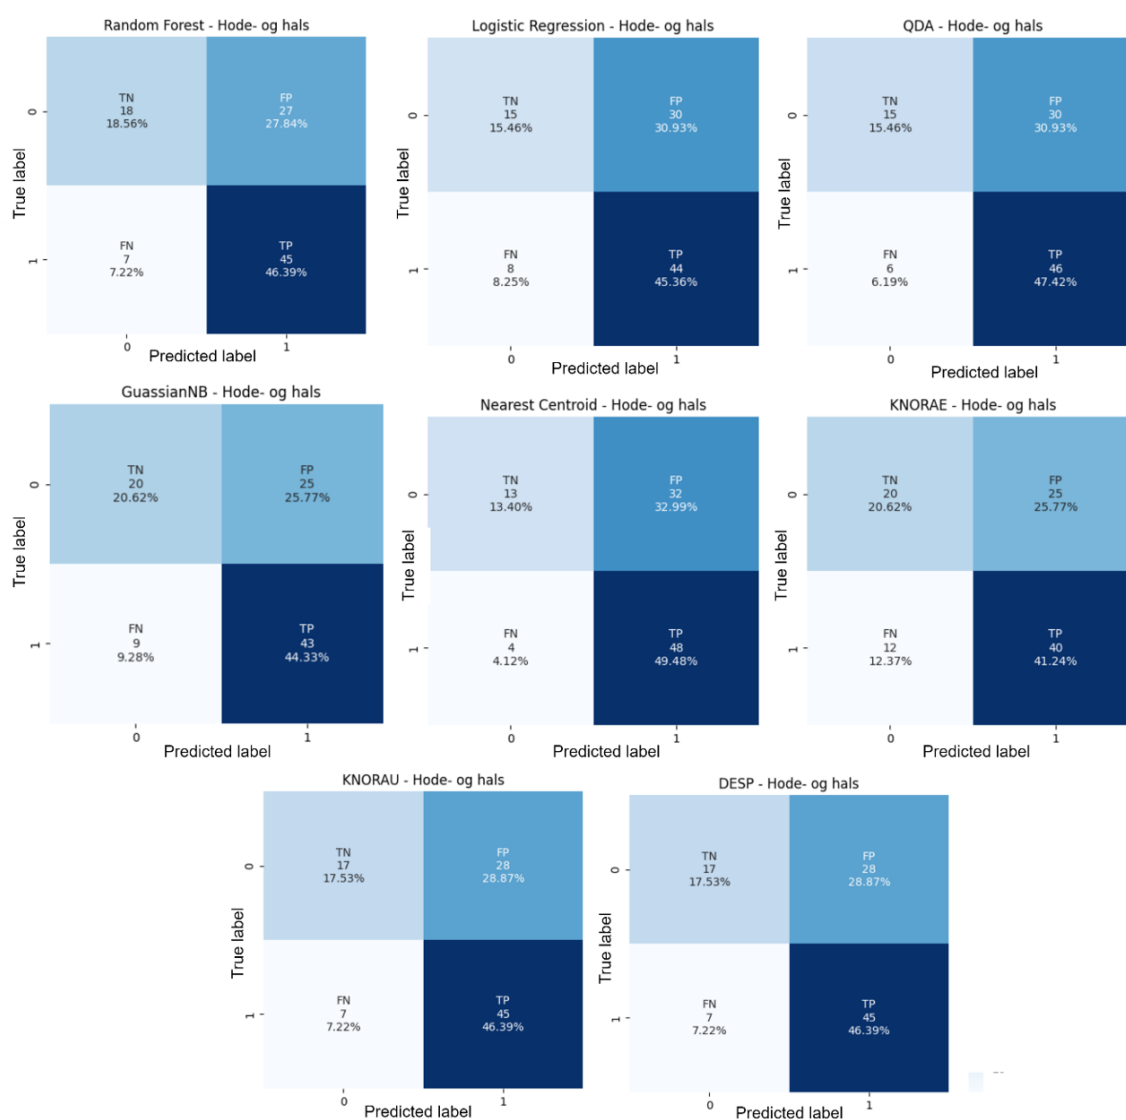 Random Forest - Hode- og hals
TN
18
18.56%
FP
27
27.84%
FN
7
7.22%
TP
45
46.39%
0
1
True label
0
1
Predicted label
Logistic Regression - Hode- og hals
TN
15
15.46%
FP
30
30.93%
FN
8
8.25%
TP
44
45.36%
0
1
True label
0
1
Predicted label
QDA - Hode- og hals
TN
15
15.46%
FP
30
30.93%
FN
6
6.19%
TP
46
47.42%
0
1
True label
0
1
Predicted label
GuassianNB - Hode- og hals
TN
20
20.62%
FP
25
25.77%
FN
9
9.28%
TP
43
44.33%
0
1
True label
0
1
Predicted label
Nearest Centroid - Hode- og hals
TN
13
13.40%
FP
32
32.99%
FN
4
4.12%
TP
48
49.48%
0
1
True label
0
1
Predicted label
KNORAE - Hode- og hals
TN
20
20.62%
FP
25
25.77%
FN
12
12.37%
TP
40
41.24%
0
1
True label
0
1
Predicted label
KNORAU - Hode- og hals
TN
17
17.53%
FP
28
28.87%
FN
7
7.22%
TP
45
46.39%
0
1
True label
0
1
Predicted label
DESP - Hode- og hals
TN
17
17.53%
FP
28
28.87%
FN
7
7.22%
TP
45
46.39%
0
1
True label
0
1
Predicted label